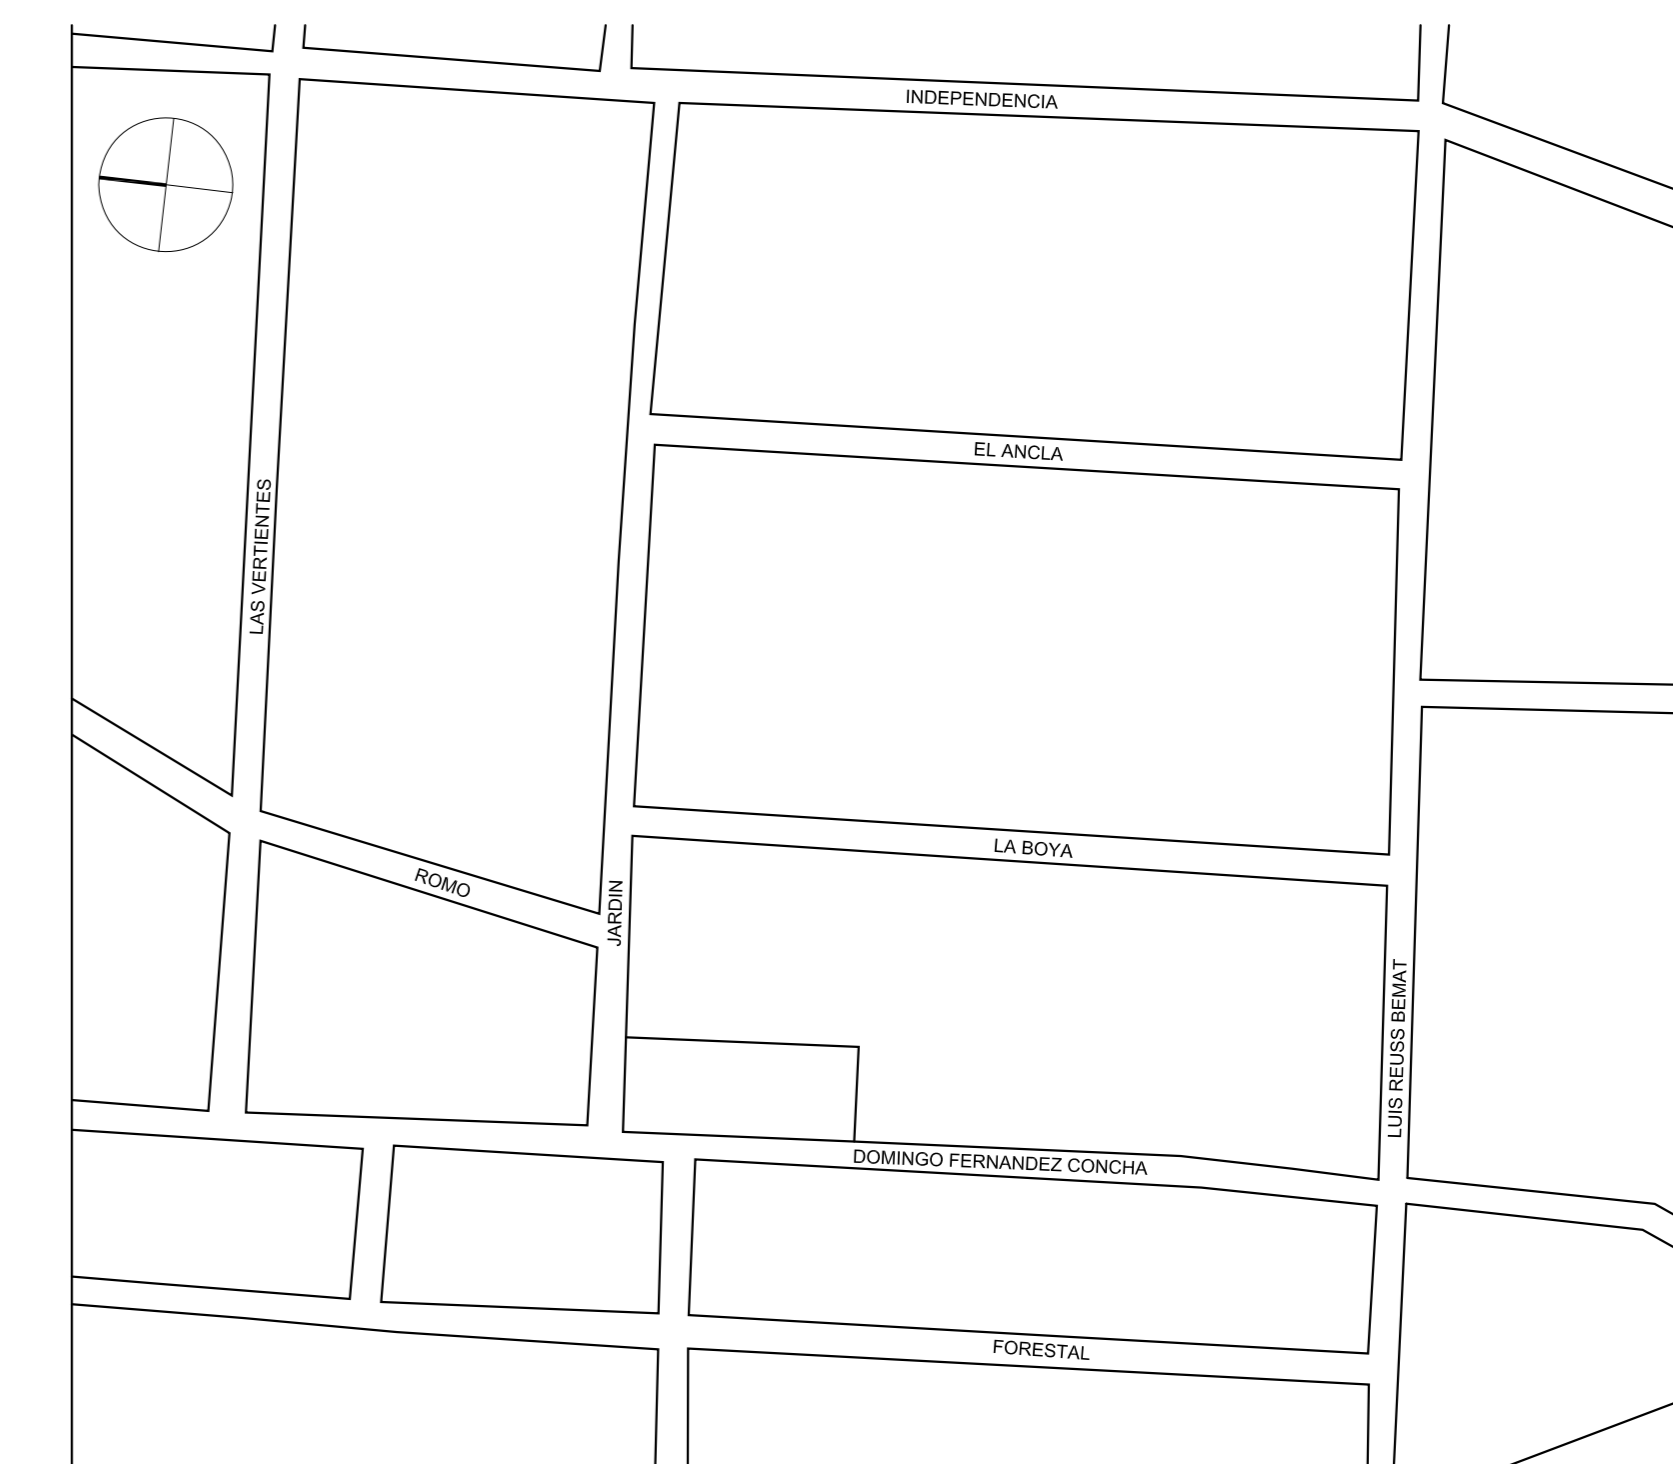 INDEPENDENCIA
EL ANCLA
LAS VERTIENTES
LA BOYA
ROMO
JARDIN
LUIS REUSS BEMAT
DOMINGO FERNANDEZ CONCHA
FORESTAL